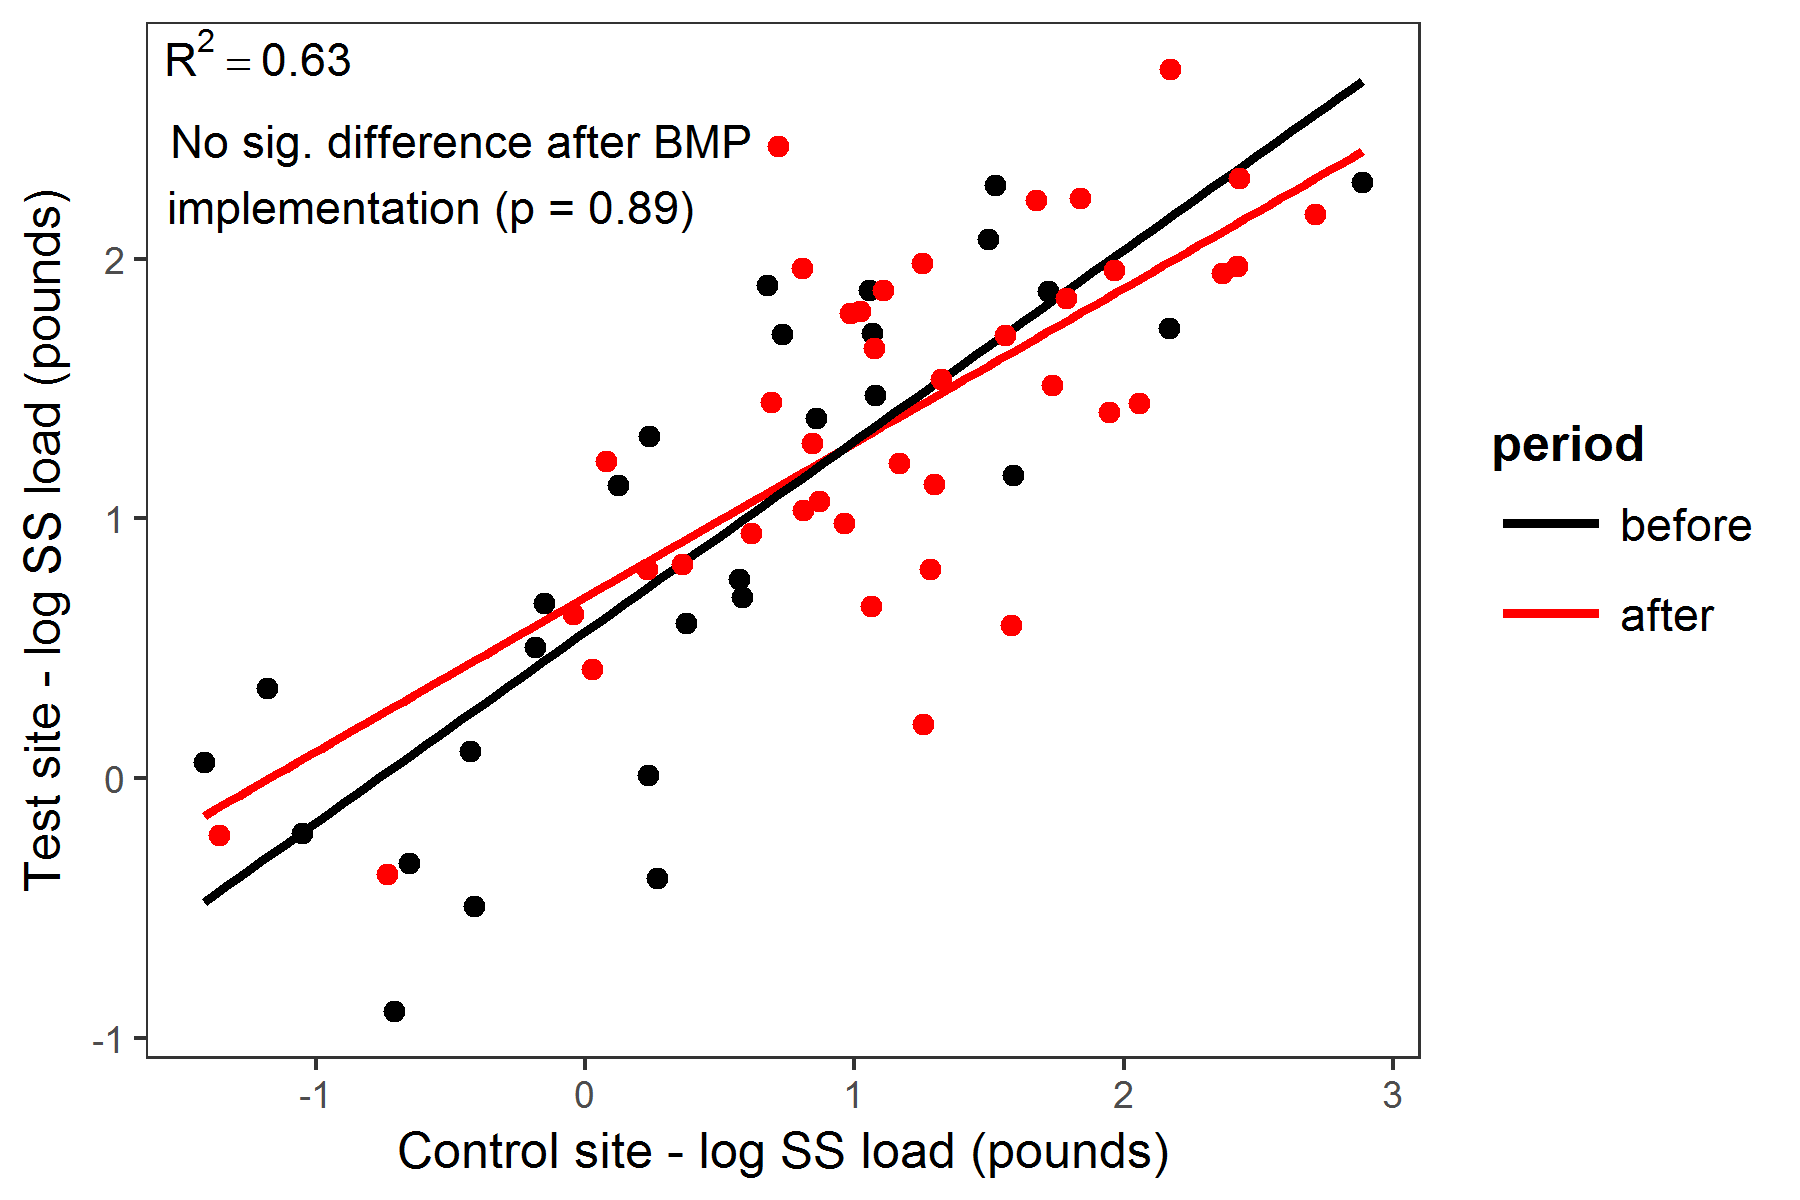 R² = 0.63
No sig. difference after BMP
implementation (p = 0.89)
Test site - log SS load (pounds)
2
1
0
-1
-1
0
1
2
3
Control site - log SS load (pounds)
period
before
after